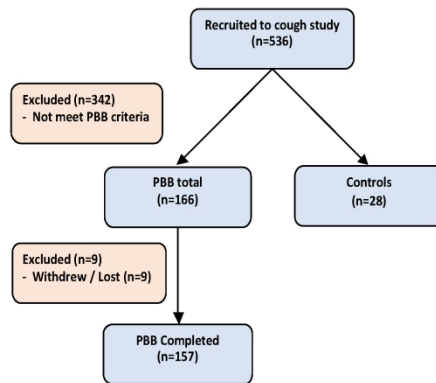 Recruited to cough study
(n=536)
Excluded (n=342)
- Not meet PBB criteria
PBB total
(n=166)
Controls
(n=28)
Excluded (n=9)
- Withdrew / Lost (n=9)
PBB Completed
(n=157)